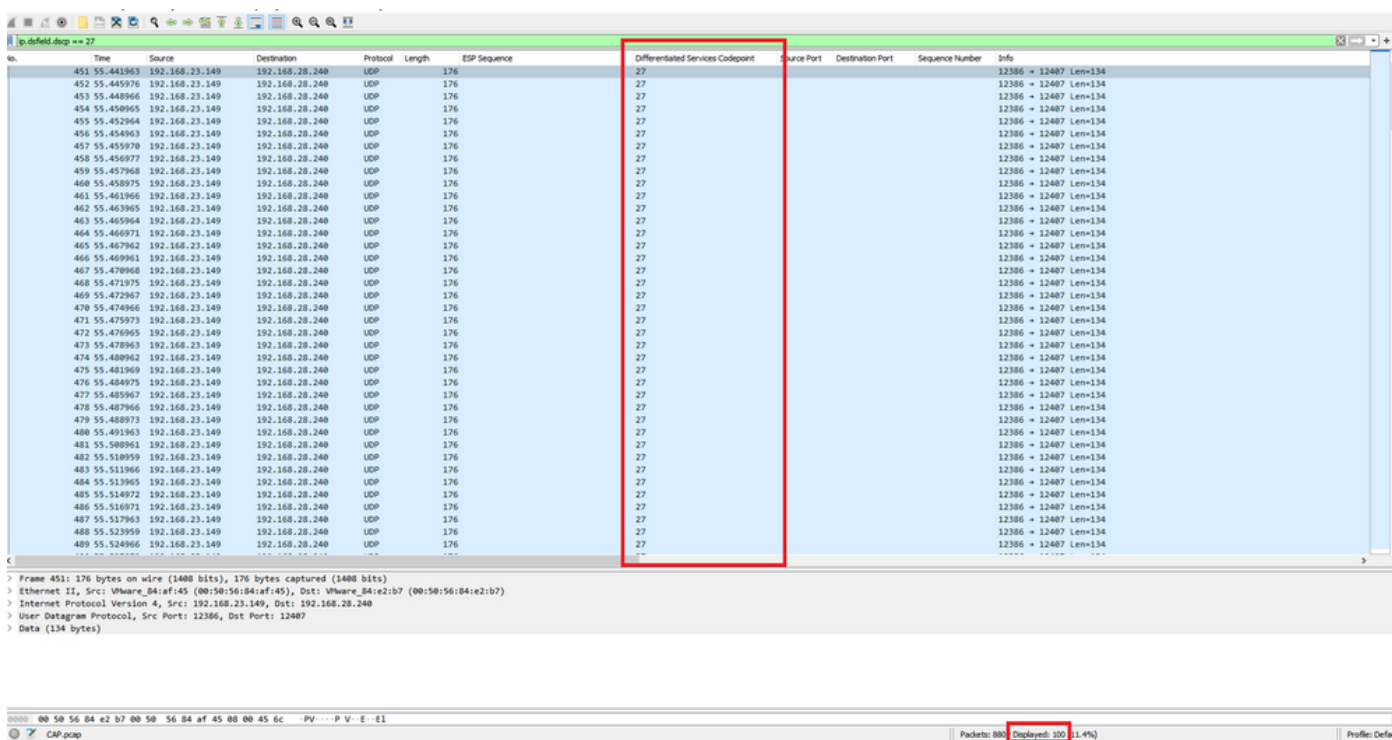 ip.dsfield.dscp == 27
No. Time Source Destination Protocol Length ESP Sequence Differentiated Services Codepoint Source Port Destination Port Sequence Number Info
451 55.441963 192.168.23.149 192.168.28.240 UDP 176 27 12386 → 12407 Len=134
452 55.445976 192.168.23.149 192.168.28.240 UDP 176 27 12386 → 12407 Len=134
453 55.448966 192.168.23.149 192.168.28.240 UDP 176 27 12386 → 12407 Len=134
454 55.450965 192.168.23.149 192.168.28.240 UDP 176 27 12386 → 12407 Len=134
455 55.452964 192.168.23.149 192.168.28.240 UDP 176 27 12386 → 12407 Len=134
456 55.454963 192.168.23.149 192.168.28.240 UDP 176 27 12386 → 12407 Len=134
457 55.455970 192.168.23.149 192.168.28.240 UDP 176 27 12386 → 12407 Len=134
458 55.456977 192.168.23.149 192.168.28.240 UDP 176 27 12386 → 12407 Len=134
459 55.457968 192.168.23.149 192.168.28.240 UDP 176 27 12386 → 12407 Len=134
460 55.458975 192.168.23.149 192.168.28.240 UDP 176 27 12386 → 12407 Len=134
461 55.461966 192.168.23.149 192.168.28.240 UDP 176 27 12386 → 12407 Len=134
462 55.463965 192.168.23.149 192.168.28.240 UDP 176 27 12386 → 12407 Len=134
463 55.465964 192.168.23.149 192.168.28.240 UDP 176 27 12386 → 12407 Len=134
464 55.466971 192.168.23.149 192.168.28.240 UDP 176 27 12386 → 12407 Len=134
465 55.467962 192.168.23.149 192.168.28.240 UDP 176 27 12386 → 12407 Len=134
466 55.469961 192.168.23.149 192.168.28.240 UDP 176 27 12386 → 12407 Len=134
467 55.470968 192.168.23.149 192.168.28.240 UDP 176 27 12386 → 12407 Len=134
468 55.471975 192.168.23.149 192.168.28.240 UDP 176 27 12386 → 12407 Len=134
469 55.472967 192.168.23.149 192.168.28.240 UDP 176 27 12386 → 12407 Len=134
470 55.474966 192.168.23.149 192.168.28.240 UDP 176 27 12386 → 12407 Len=134
471 55.475973 192.168.23.149 192.168.28.240 UDP 176 27 12386 → 12407 Len=134
472 55.476965 192.168.23.149 192.168.28.240 UDP 176 27 12386 → 12407 Len=134
473 55.478963 192.168.23.149 192.168.28.240 UDP 176 27 12386 → 12407 Len=134
474 55.480962 192.168.23.149 192.168.28.240 UDP 176 27 12386 → 12407 Len=134
475 55.481969 192.168.23.149 192.168.28.240 UDP 176 27 12386 → 12407 Len=134
476 55.484975 192.168.23.149 192.168.28.240 UDP 176 27 12386 → 12407 Len=134
477 55.485967 192.168.23.149 192.168.28.240 UDP 176 27 12386 → 12407 Len=134
478 55.487966 192.168.23.149 192.168.28.240 UDP 176 27 12386 → 12407 Len=134
479 55.488973 192.168.23.149 192.168.28.240 UDP 176 27 12386 → 12407 Len=134
480 55.491963 192.168.23.149 192.168.28.240 UDP 176 27 12386 → 12407 Len=134
481 55.508961 192.168.23.149 192.168.28.240 UDP 176 27 12386 → 12407 Len=134
482 55.510959 192.168.23.149 192.168.28.240 UDP 176 27 12386 → 12407 Len=134
483 55.511966 192.168.23.149 192.168.28.240 UDP 176 27 12386 → 12407 Len=134
484 55.513965 192.168.23.149 192.168.28.240 UDP 176 27 12386 → 12407 Len=134
485 55.514972 192.168.23.149 192.168.28.240 UDP 176 27 12386 → 12407 Len=134
486 55.516971 192.168.23.149 192.168.28.240 UDP 176 27 12386 → 12407 Len=134
487 55.517963 192.168.23.149 192.168.28.240 UDP 176 27 12386 → 12407 Len=134
488 55.523959 192.168.23.149 192.168.28.240 UDP 176 27 12386 → 12407 Len=134
489 55.524966 192.168.23.149 192.168.28.240 UDP 176 27 12386 → 12407 Len=134
> Frame 451: 176 bytes on wire (1408 bits), 176 bytes captured (1408 bits)
> Ethernet II, Src: VMware_84:af:45 (00:50:56:84:af:45), Dst: VMware_84:e2:b7 (00:50:56:84:e2:b7)
> Internet Protocol Version 4, Src: 192.168.23.149, Dst: 192.168.28.240
> User Datagram Protocol, Src Port: 12386, Dst Port: 12407
> Data (134 bytes)
0000 00 50 56 84 e2 b7 00 50 56 84 af 45 08 00 45 6c ·PV····P V··E··El
CAP.pcap Packets: 880 Displayed: 100 (11.4%) Profile: Defa